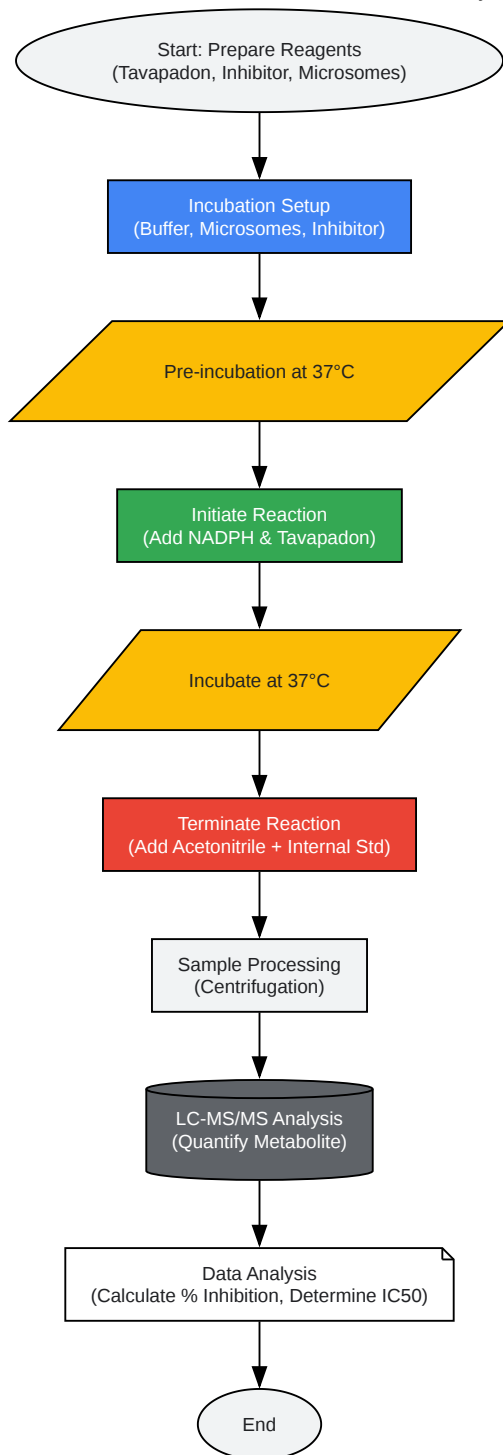 Start: Prepare Reagents
(Tavapadon, Inhibitor, Microsomes)
Incubation Setup
(Buffer, Microsomes, Inhibitor)
Pre-incubation at 37°C
Initiate Reaction
(Add NADPH & Tavapadon)
Incubate at 37°C
Terminate Reaction
(Add Acetonitrile + Internal Std)
Sample Processing
(Centrifugation)
LC-MS/MS Analysis
(Quantify Metabolite)
Data Analysis
(Calculate % Inhibition, Determine IC50)
End